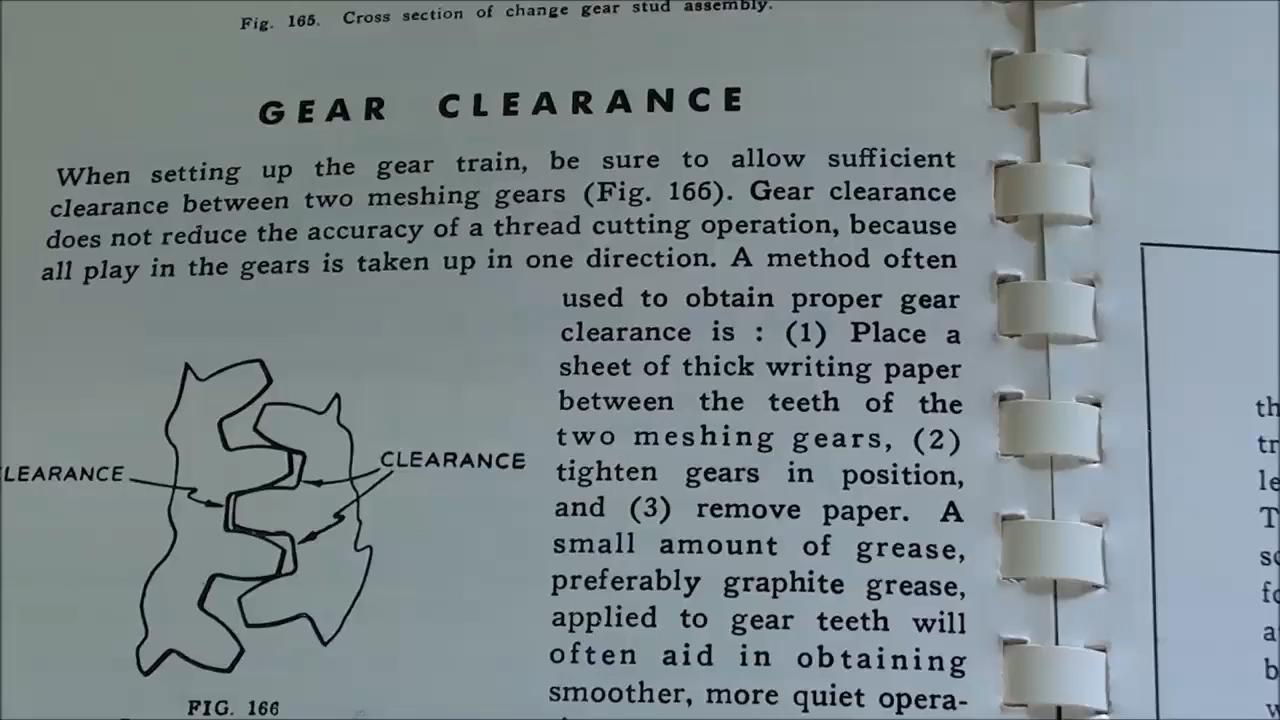 Fig. 165. Cross section of change gear stud assembly.
GEAR CLEARANCE
When setting up the gear train, be sure to allow sufficient
clearance between two meshing gears (Fig. 166). Gear clearance
does not reduce the accuracy of a thread cutting operation, because
all play in the gears is taken up in one direction. A method often
used to obtain proper gear
clearance is : (1) Place a
sheet of thick writing paper
between the teeth of the
two meshing gears, (2)
tighten gears in position,
and (3) remove paper. A
small amount of grease,
preferably graphite grease,
applied to gear teeth will
often aid in obtaining
smoother, more quiet opera-
LEARANCE
CLEARANCE
FIG. 166
th
tr
le
T
so
fo
a
b
w